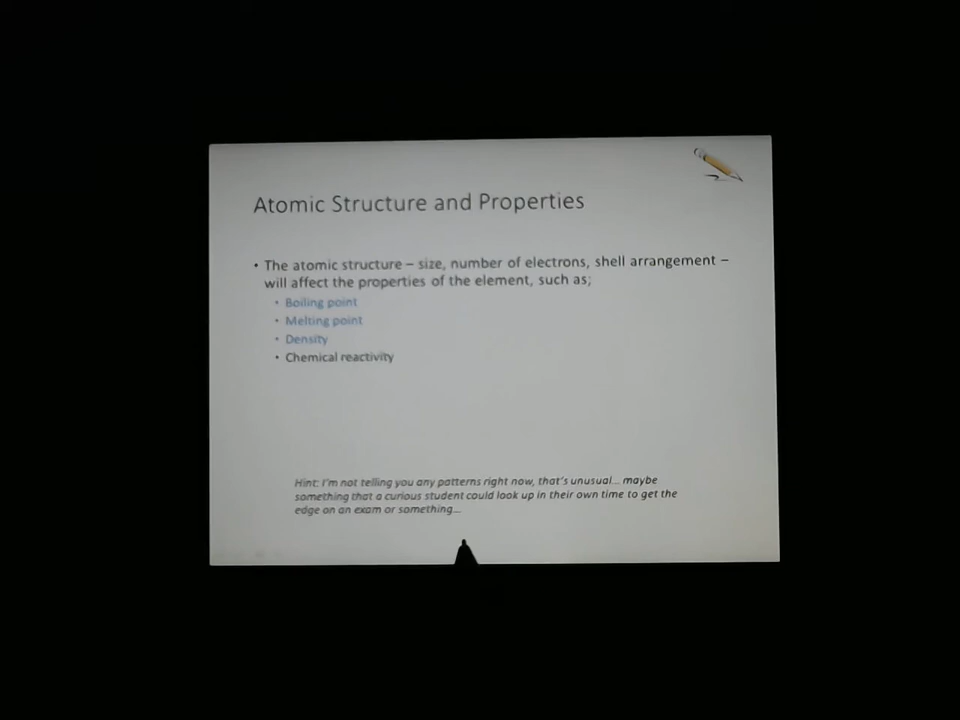 Atomic Structure and Properties
• The atomic structure – size, number of electrons, shell arrangement –
will affect the properties of the element, such as;
• Boiling point
• Melting point
• Density
• Chemical reactivity
Hint: I'm not telling you any patterns right now, that's unusual... maybe
something that a curious student could look up in their own time to get the
edge on an exam or something...